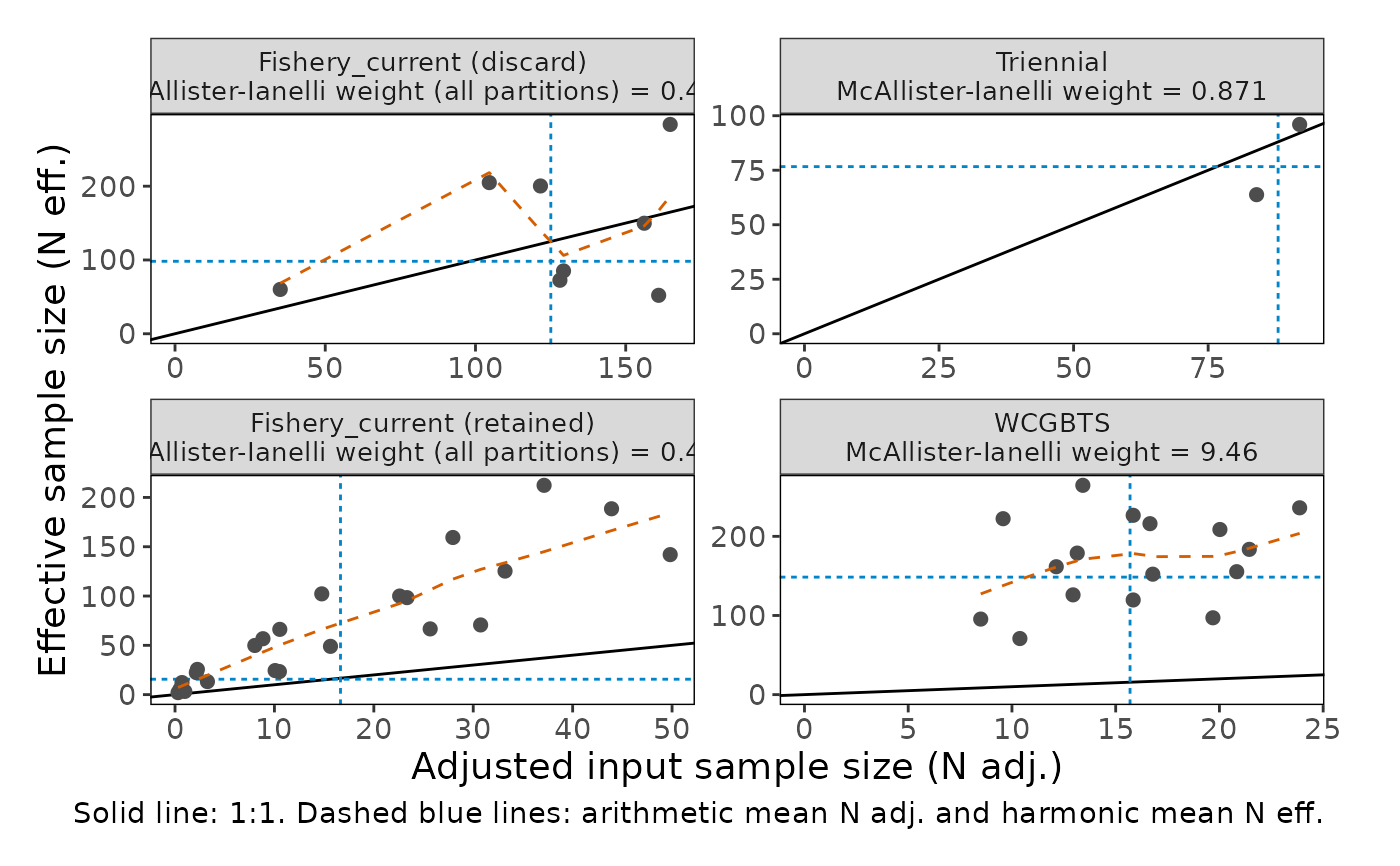 Fishery_current (discard)
Allister-Ianelli weight (all partitions) = 0.4
Triennial
McAllister-Ianelli weight = 0.871
200
100
0
0 50 100 150
100
75
50
25
0
0 25 50 75
Fishery_current (retained)
Allister-Ianelli weight (all partitions) = 0.4
WCGBTS
McAllister-Ianelli weight = 9.46
200
150
100
50
0
0 10 20 30 40 50
200
100
0
0 5 10 15 20 25
Effective sample size (N eff.)
Adjusted input sample size (N adj.)
Solid line: 1:1. Dashed blue lines: arithmetic mean N adj. and harmonic mean N eff.